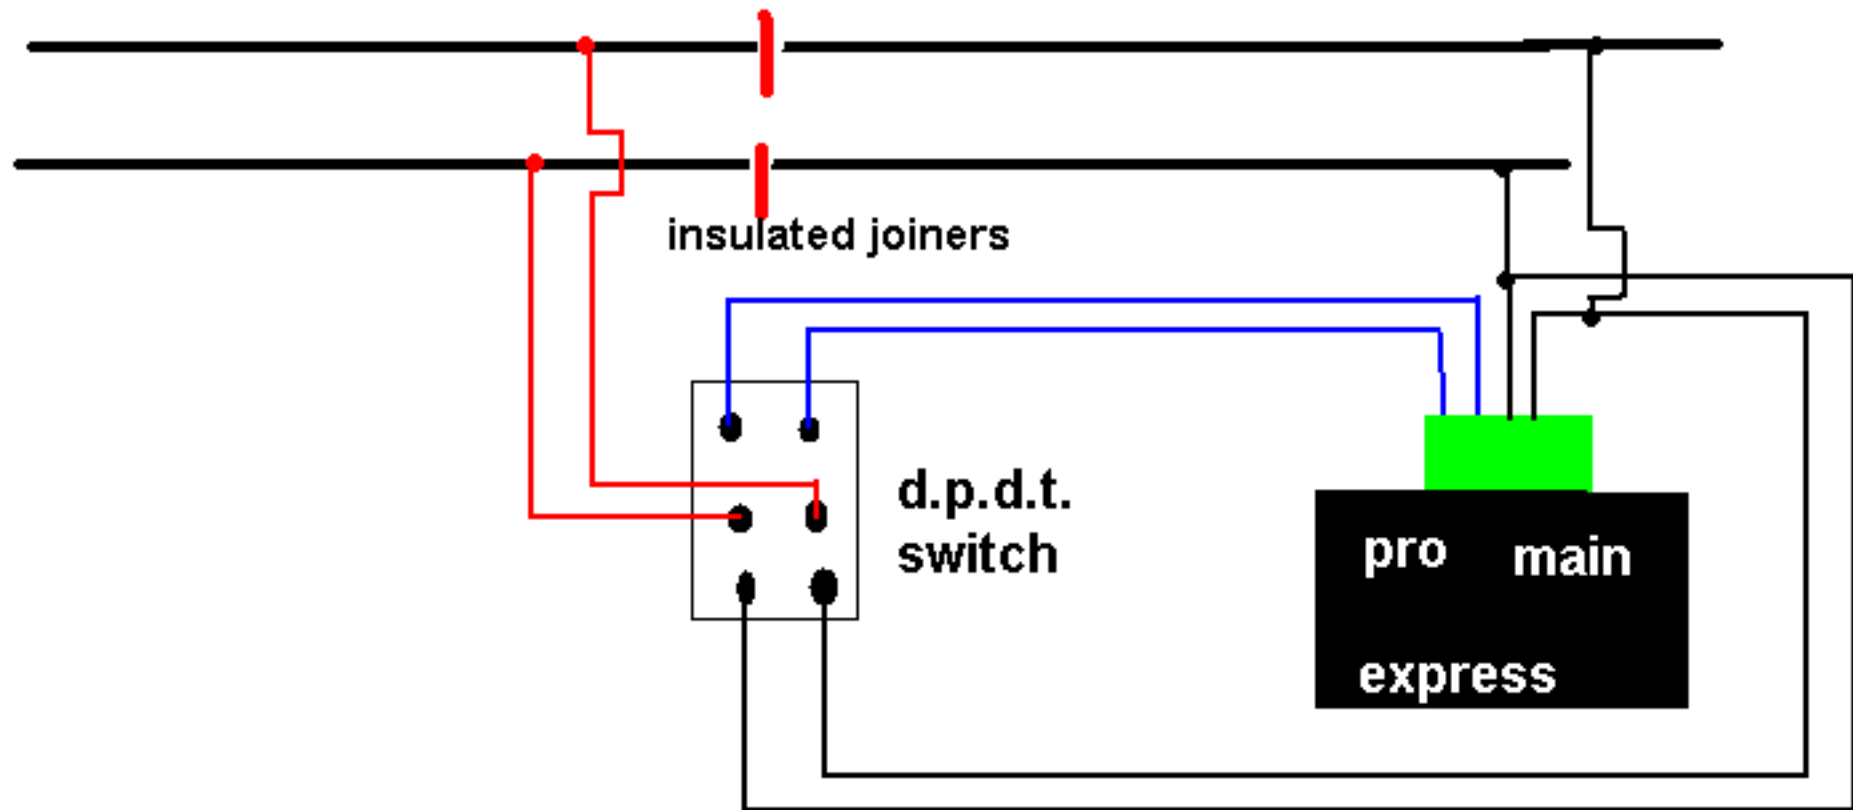 insulated joiners
d.p.d.t.
switch
pro main
express